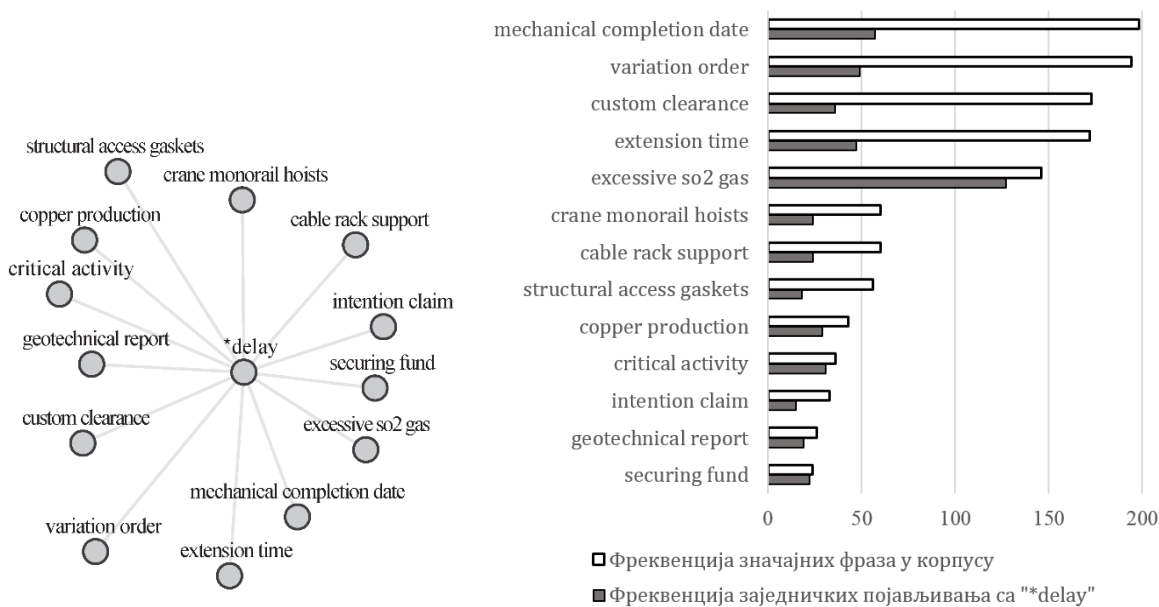 structural access gaskets
crane monorail hoists
copper production
cable rack support
critical activity
intention claim
geotechnical report
*delay
securing fund
custom clearance
excessive so2 gas
mechanical completion date
variation order
extension time
mechanical completion date
variation order
custom clearance
extension time
excessive so2 gas
crane monorail hoists
cable rack support
structural access gaskets
copper production
critical activity
intention claim
geotechnical report
securing fund
0 50 100 150 200
Фреквенција значајних фраза у корпусу
Фреквенција заједничких појављивања са "*delay"